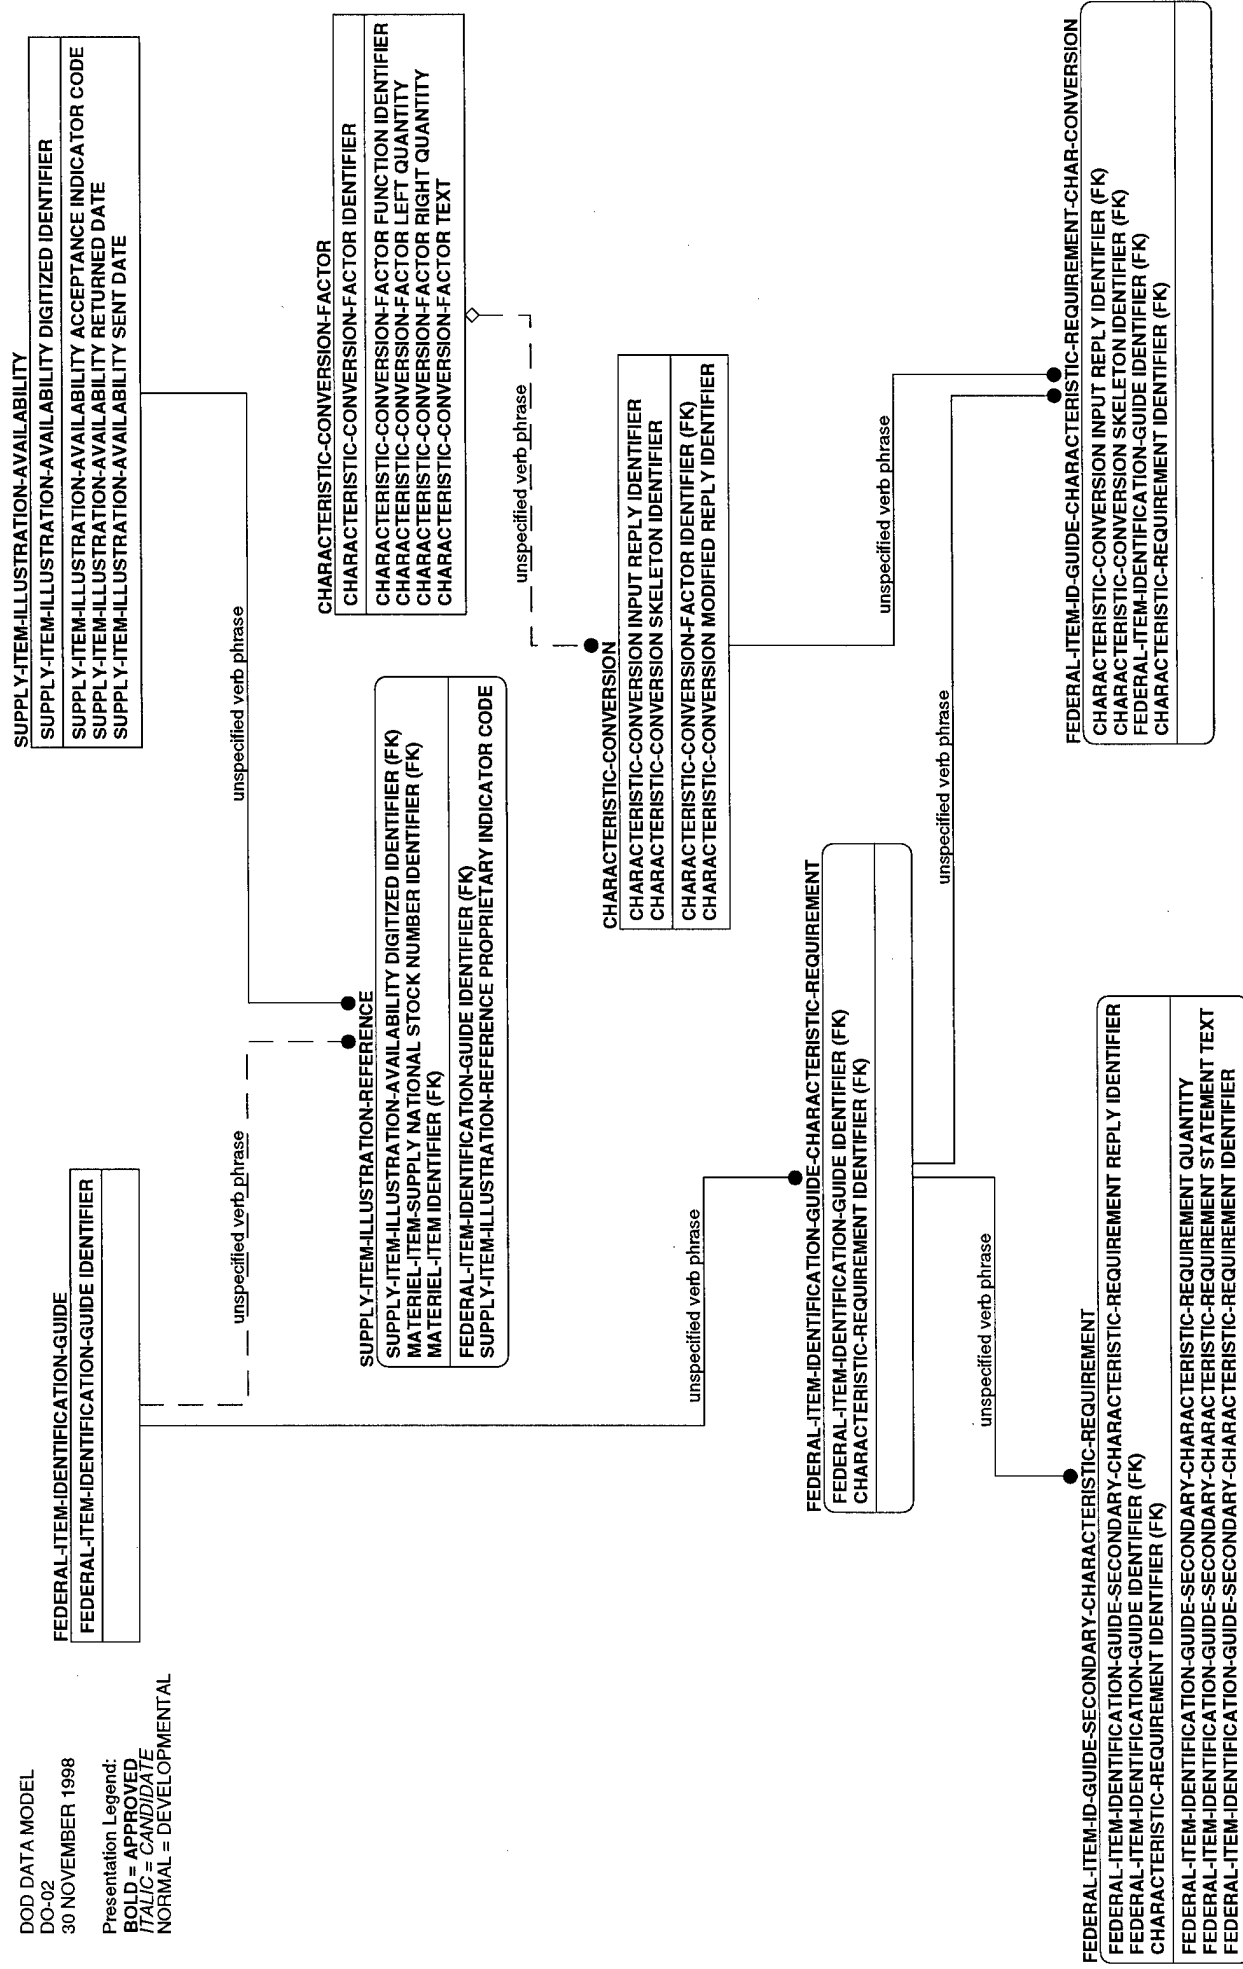 DOD DATA MODEL
DO-02
30 NOVEMBER 1998
Presentation Legend:
BOLD = APPROVED
ITALIC = CANDIDATE
NORMAL = DEVELOPMENTAL
FEDERAL-ITEM-IDENTIFICATION-GUIDE
FEDERAL-ITEM-IDENTIFICATION-GUIDE IDENTIFIER
SUPPLY-ITEM-ILLUSTRATION-AVAILABILITY
SUPPLY-ITEM-ILLUSTRATION-AVAILABILITY DIGITIZED IDENTIFIER
SUPPLY-ITEM-ILLUSTRATION-AVAILABILITY ACCEPTANCE INDICATOR CODE
SUPPLY-ITEM-ILLUSTRATION-AVAILABILITY RETURNED DATE
SUPPLY-ITEM-ILLUSTRATION-AVAILABILITY SENT DATE
unspecified verb phrase
unspecified verb phrase
SUPPLY-ITEM-ILLUSTRATION-REFERENCE
SUPPLY-ITEM-ILLUSTRATION-AVAILABILITY DIGITIZED IDENTIFIER (FK)
MATERIEL-ITEM-SUPPLY NATIONAL STOCK NUMBER IDENTIFIER (FK)
MATERIEL-ITEM IDENTIFIER (FK)
FEDERAL-ITEM-IDENTIFICATION-GUIDE IDENTIFIER (FK)
SUPPLY-ITEM-ILLUSTRATION-REFERENCE PROPRIETARY INDICATOR CODE
CHARACTERISTIC-CONVERSION-FACTOR
CHARACTERISTIC-CONVERSION-FACTOR IDENTIFIER
CHARACTERISTIC-CONVERSION-FACTOR FUNCTION IDENTIFIER
CHARACTERISTIC-CONVERSION-FACTOR LEFT QUANTITY
CHARACTERISTIC-CONVERSION-FACTOR RIGHT QUANTITY
CHARACTERISTIC-CONVERSION-FACTOR TEXT
unspecified verb phrase
CHARACTERISTIC-CONVERSION
CHARACTERISTIC-CONVERSION INPUT REPLY IDENTIFIER
CHARACTERISTIC-CONVERSION SKELETON IDENTIFIER
CHARACTERISTIC-CONVERSION-FACTOR IDENTIFIER (FK)
CHARACTERISTIC-CONVERSION MODIFIED REPLY IDENTIFIER
unspecified verb phrase
FEDERAL-ITEM-IDENTIFICATION-GUIDE-CHARACTERISTIC-REQUIREMENT
FEDERAL-ITEM-IDENTIFICATION-GUIDE IDENTIFIER (FK)
CHARACTERISTIC-REQUIREMENT IDENTIFIER (FK)
unspecified verb phrase
unspecified verb phrase
unspecified verb phrase
FEDERAL-ITEM-ID-GUIDE-SECONDARY-CHARACTERISTIC-REQUIREMENT
FEDERAL-ITEM-IDENTIFICATION-GUIDE-SECONDARY-CHARACTERISTIC-REQUIREMENT REPLY IDENTIFIER
FEDERAL-ITEM-IDENTIFICATION-GUIDE IDENTIFIER (FK)
CHARACTERISTIC-REQUIREMENT IDENTIFIER (FK)
FEDERAL-ITEM-IDENTIFICATION-GUIDE-SECONDARY-CHARACTERISTIC-REQUIREMENT QUANTITY
FEDERAL-ITEM-IDENTIFICATION-GUIDE-SECONDARY-CHARACTERISTIC-REQUIREMENT STATEMENT TEXT
FEDERAL-ITEM-IDENTIFICATION-GUIDE-SECONDARY-CHARACTERISTIC-REQUIREMENT IDENTIFIER
FEDERAL-ITEM-ID-GUIDE-CHARACTERISTIC-REQUIREMENT-CHAR-CONVERSION
CHARACTERISTIC-CONVERSION INPUT REPLY IDENTIFIER (FK)
CHARACTERISTIC-CONVERSION SKELETON IDENTIFIER (FK)
FEDERAL-ITEM-IDENTIFICATION-GUIDE IDENTIFIER (FK)
CHARACTERISTIC-REQUIREMENT IDENTIFIER (FK)